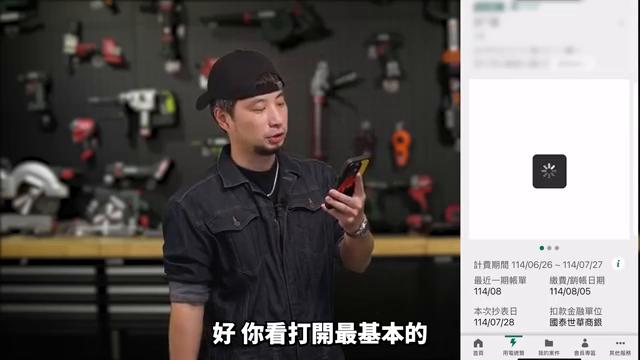 計費期間 114/06/26 ~ 114/07/27
i
最近一期帳單 繳費/銷帳日期
114/08 114/08/05
本次抄表日 扣款金融單位
114/07/28 國泰世華商銀
首頁 用電總覽 我的案件 會員專區 其他服務
好 你看打開最基本的